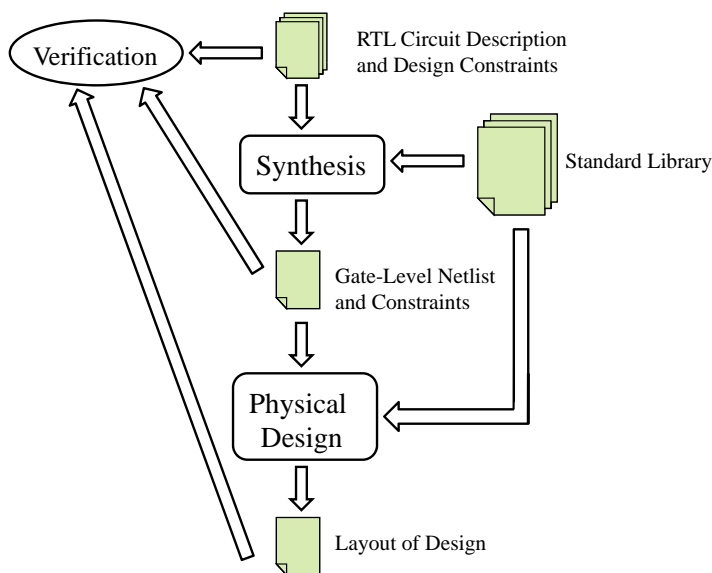 Verification
RTL Circuit Description
and Design Constraints
Synthesis
Standard Library
Gate-Level Netlist
and Constraints
Physical
Design
Layout of Design